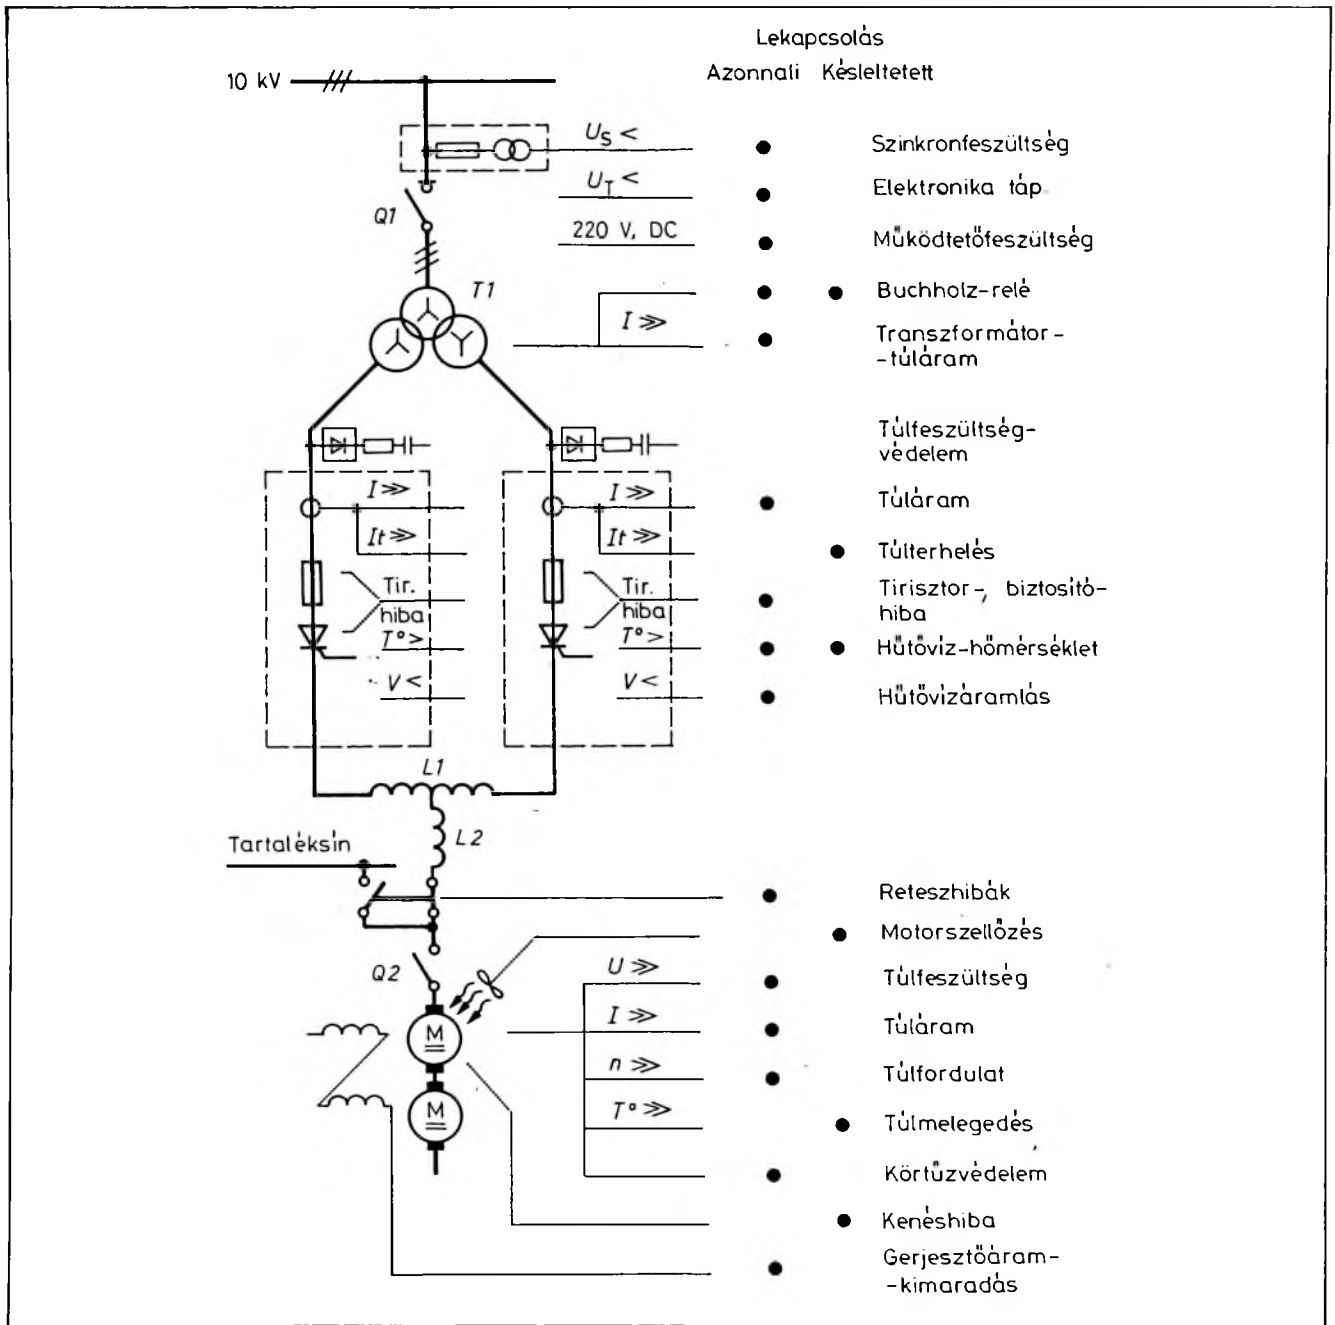 Lekapcsolás
Azonnali Késleltetett
10 kV
U_S <
Szinkronfeszültség
U_T <
Elektronika táp
Q1
220 V, DC
Működtetőfeszültség
T1
Buchholz-relé
I ⋙
Transzformátor-
-túláram
Túlfeszültség-
védelem
I ⋙
I ⋙
Túláram
It ⋙
It ⋙
Túlterhelés
Tir.
hiba
Tir.
hiba
Tirisztor-, biztosító-
hiba
T° >
T° >
Hűtővíz-hőmérséklet
V <
V <
Hűtővízáramlás
L1
L2
Tartaléksín
Reteszhibák
Motorszellőzés
Q2
U ⋙
Túlfeszültség
I ⋙
Túláram
M
n ⋙
Túlfordulat
M
T° ⋙
Túlmelegedés
Körtűzvédelem
Kenéshiba
Gerjesztőáram-
-kimaradás